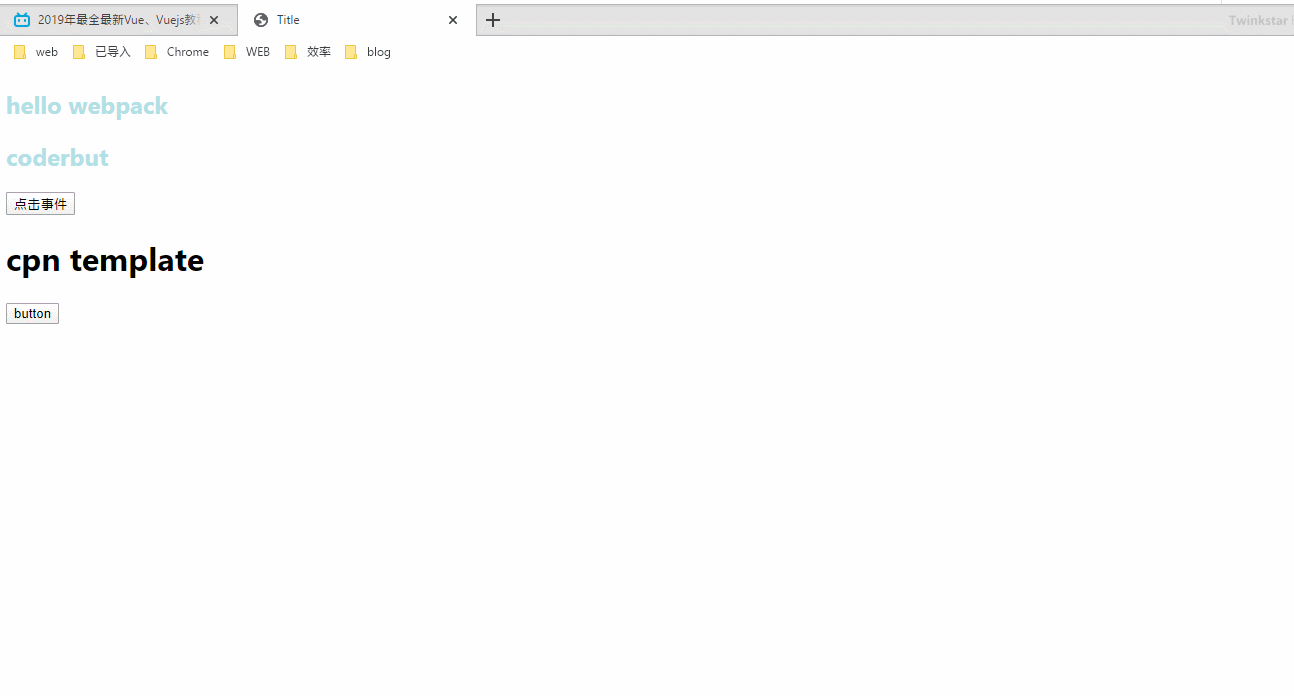 2019年最全最新Vue、Vuejs教 Title Twinkstar
web 已导入 Chrome WEB 效率 blog
hello webpack
coderbut
点击事件
cpn template
button